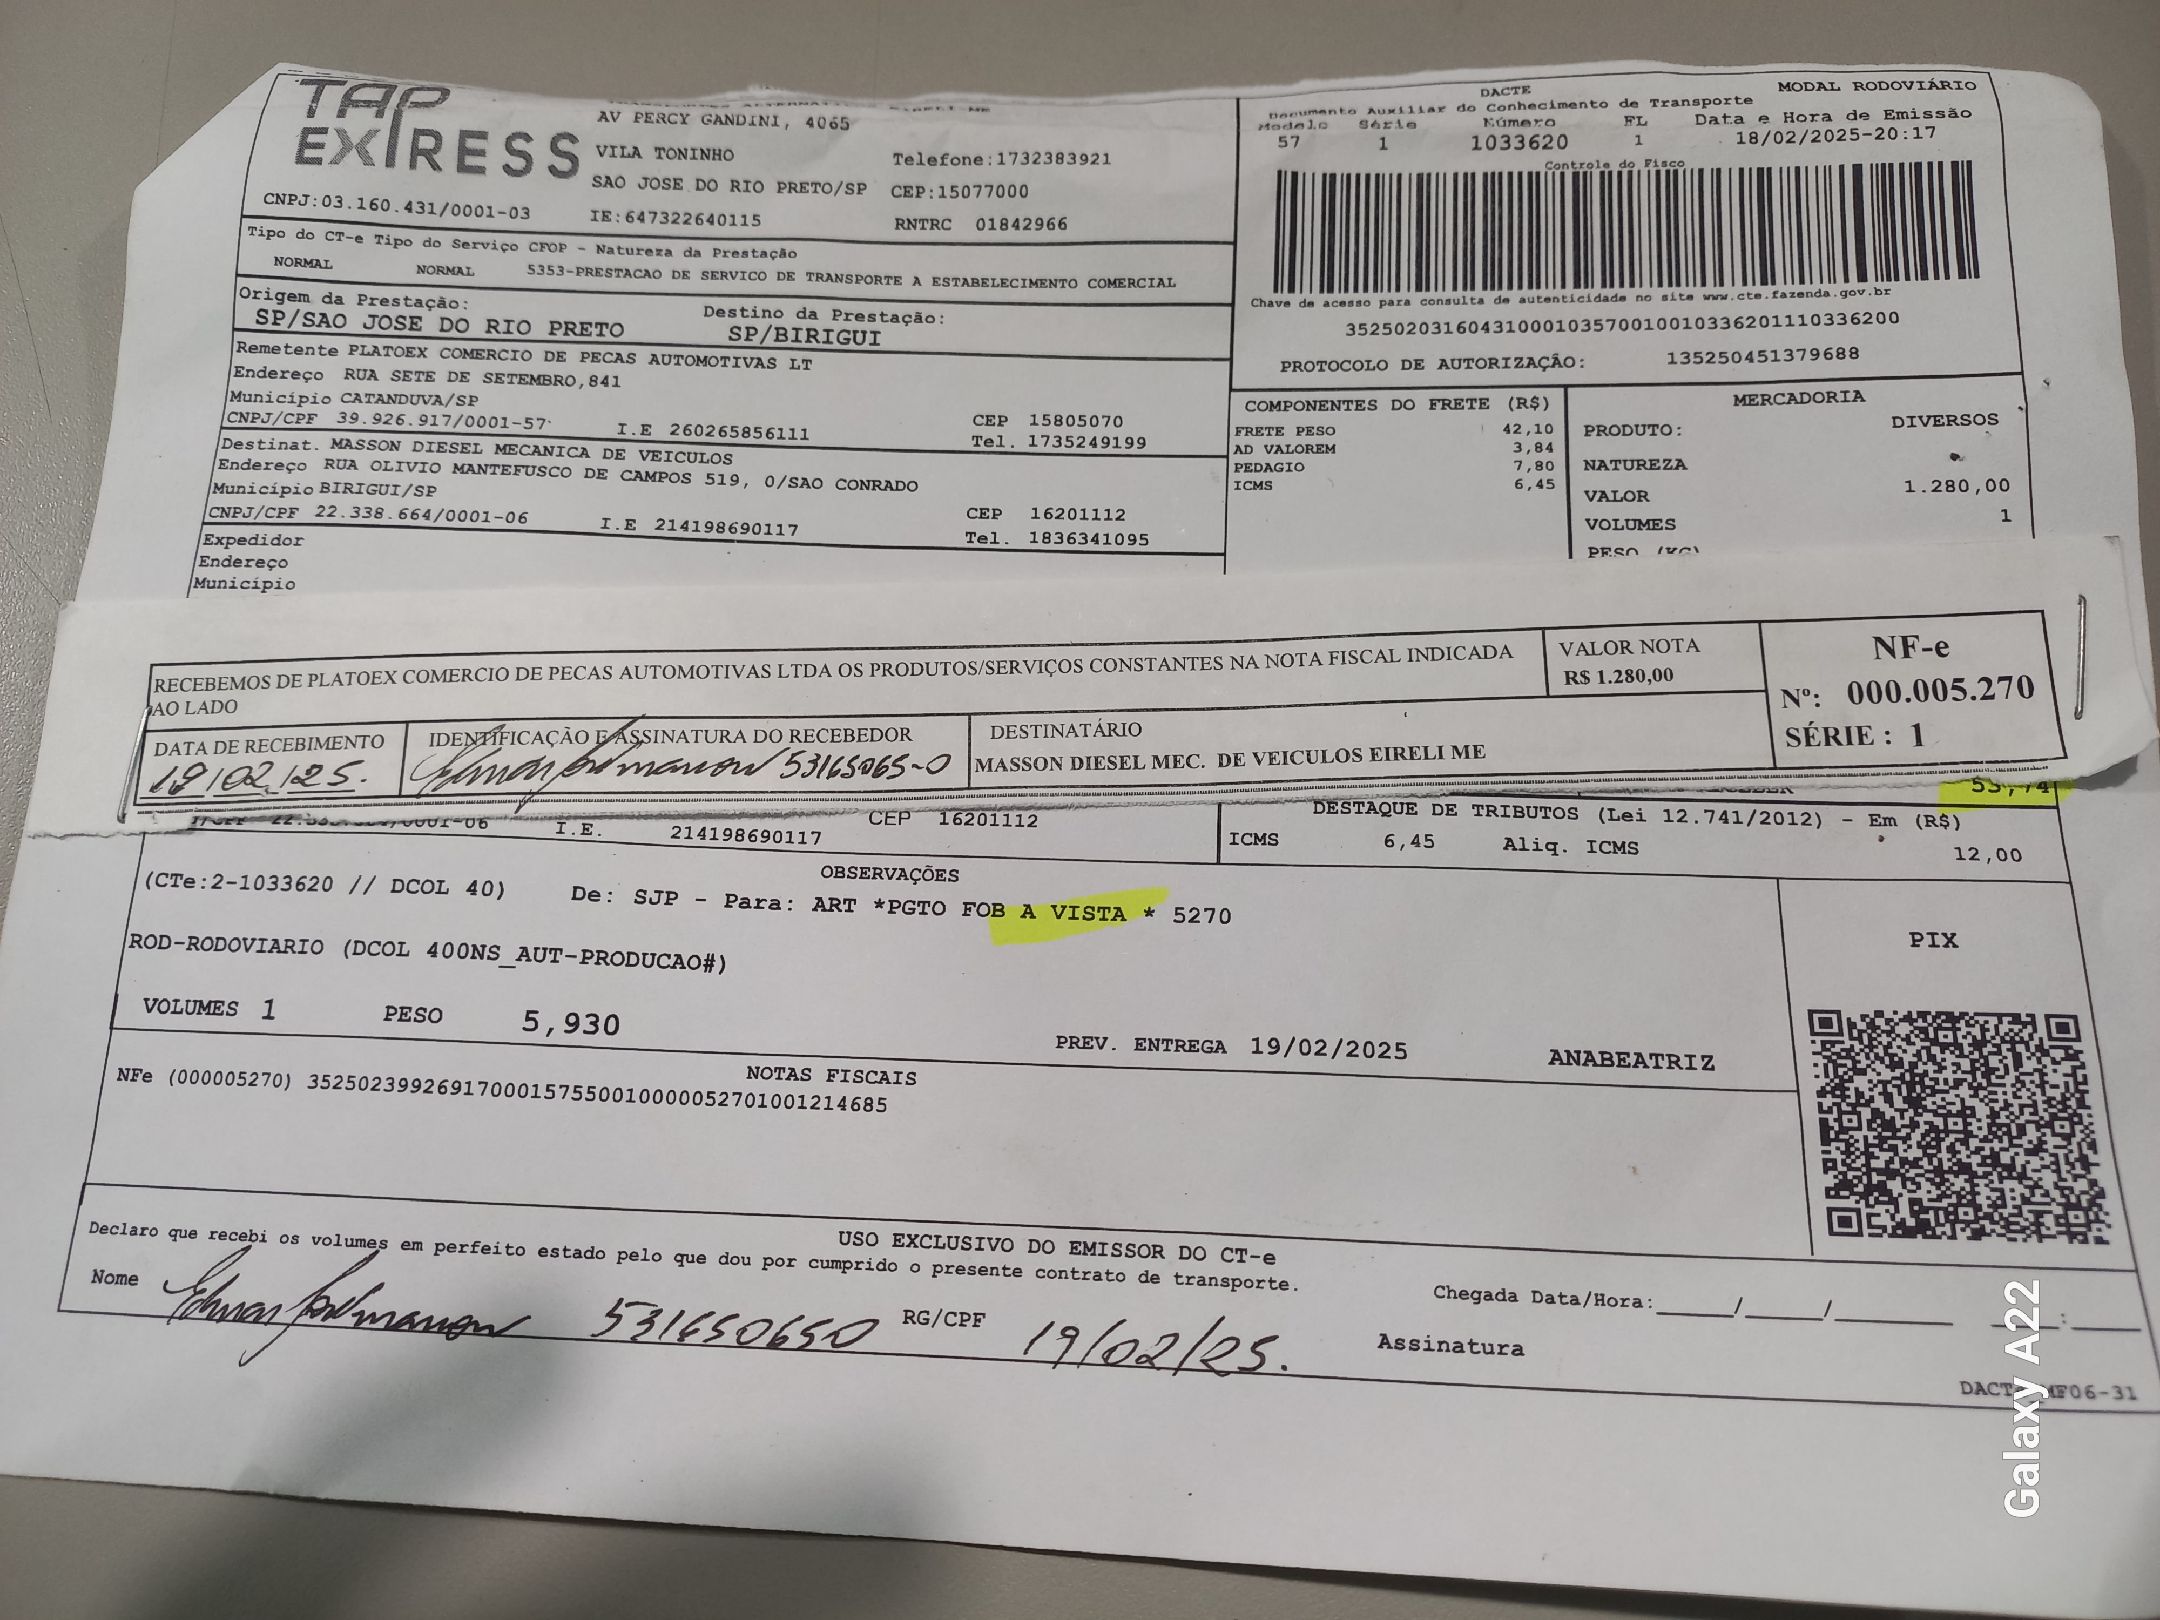 TAP
EXPRESS
AV PERCY GANDINI, 4065
VILA TONINHO
Telefone:1732383921
SAO JOSE DO RIO PRETO/SP
CEP:15077000
CNPJ:03.160.431/0001-03
IE:647322640115
RNTRC 01842966
DACTE
MODAL RODOVIÁRIO
Documento Auxiliar do Conhecimento de Transporte
Modelo Série Número FL Data e Hora de Emissão
57 1 1033620 1 18/02/2025-20:17
Controle do Fisco
Chave de acesso para consulta de autenticidade no site www.cte.fazenda.gov.br
35250203160431000103570010010336201110336200
PROTOCOLO DE AUTORIZAÇÃO: 135250451379688
Tipo do CT-e Tipo do Serviço CFOP - Natureza da Prestação
NORMAL NORMAL 5353-PRESTACAO DE SERVICO DE TRANSPORTE A ESTABELECIMENTO COMERCIAL
Origem da Prestação: Destino da Prestação:
SP/SAO JOSE DO RIO PRETO SP/BIRIGUI
Remetente PLATOEX COMERCIO DE PECAS AUTOMOTIVAS LT
Endereço RUA SETE DE SETEMBRO,841
Município CATANDUVA/SP CEP 15805070
CNPJ/CPF 39.926.917/0001-57 I.E 260265856111 Tel. 1735249199
Destinat. MASSON DIESEL MECANICA DE VEICULOS
Endereço RUA OLIVIO MANTEFUSCO DE CAMPOS 519, 0/SAO CONRADO
Município BIRIGUI/SP CEP 16201112
CNPJ/CPF 22.338.664/0001-06 I.E 214198690117 Tel. 1836341095
Expedidor
Endereço
Município
COMPONENTES DO FRETE (R$)
FRETE PESO 42,10
AD VALOREM 3,84
PEDAGIO 7,80
ICMS 6,45
MERCADORIA
PRODUTO: DIVERSOS
NATUREZA
VALOR 1.280,00
VOLUMES 1
PESO (KG)
RECEBEMOS DE PLATOEX COMERCIO DE PECAS AUTOMOTIVAS LTDA OS PRODUTOS/SERVIÇOS CONSTANTES NA NOTA FISCAL INDICADA
AO LADO
VALOR NOTA
R$ 1.280,00
NF-e
Nº: 000.005.270
SÉRIE : 1
DATA DE RECEBIMENTO
19/02/25.
IDENTIFICAÇÃO E ASSINATURA DO RECEBEDOR
53165065-0
DESTINATÁRIO
MASSON DIESEL MEC. DE VEICULOS EIRELI ME
53,74
I.E. 214198690117 CEP 16201112
DESTAQUE DE TRIBUTOS (Lei 12.741/2012) - Em (R$)
ICMS 6,45 Aliq. ICMS 12,00
OBSERVAÇÕES
(CTe:2-1033620 // DCOL 40) De: SJP - Para: ART *PGTO FOB A VISTA * 5270
ROD-RODOVIARIO (DCOL 400NS_AUT-PRODUCAO#)
PIX
VOLUMES 1 PESO 5,930
PREV. ENTREGA 19/02/2025 ANABEATRIZ
NOTAS FISCAIS
NFe (000005270) 35250239926917000157550010000052701001214685
USO EXCLUSIVO DO EMISSOR DO CT-e
Declaro que recebi os volumes em perfeito estado pelo que dou por cumprido o presente contrato de transporte.
Nome 531650650 RG/CPF 19/02/25.
Chegada Data/Hora:_____/_____/_______ ____:____
Assinatura
Galaxy A22